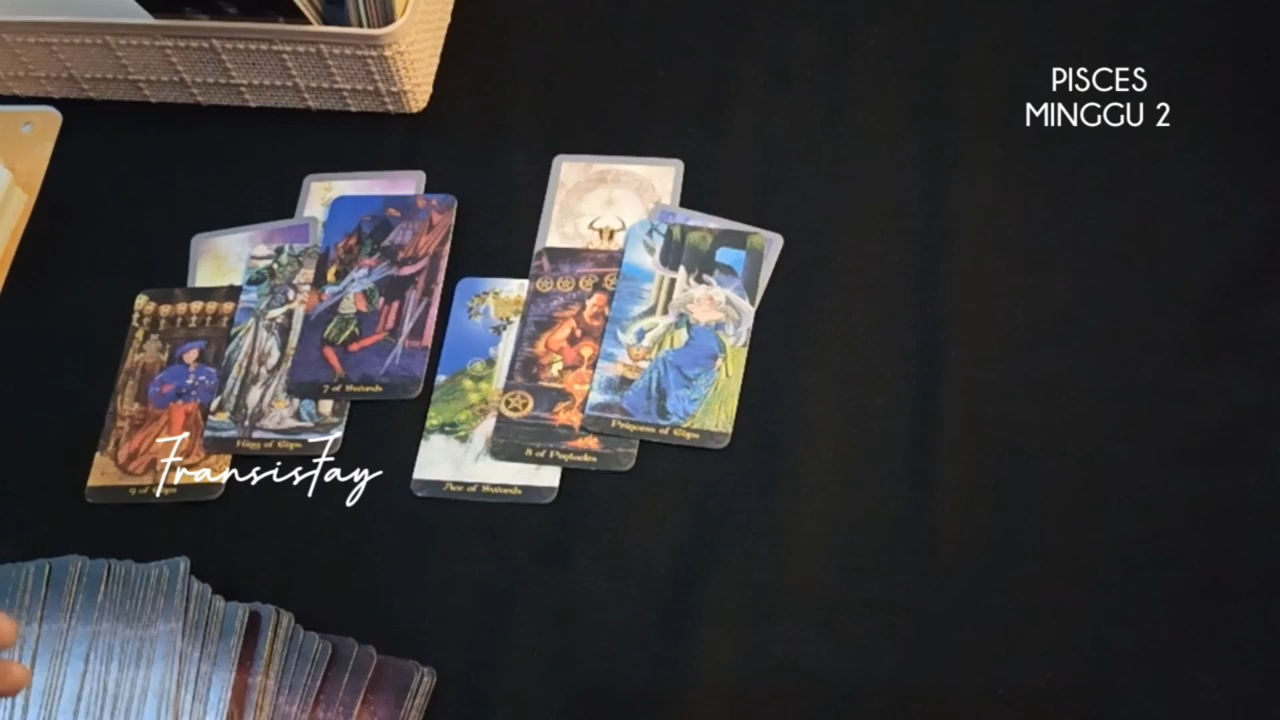 PISCES
MINGGU 2
7 of Swords
King of Cups
Princess of Cups
8 of Pentacles
9 of Cups
FransisTay
Ace of Swords